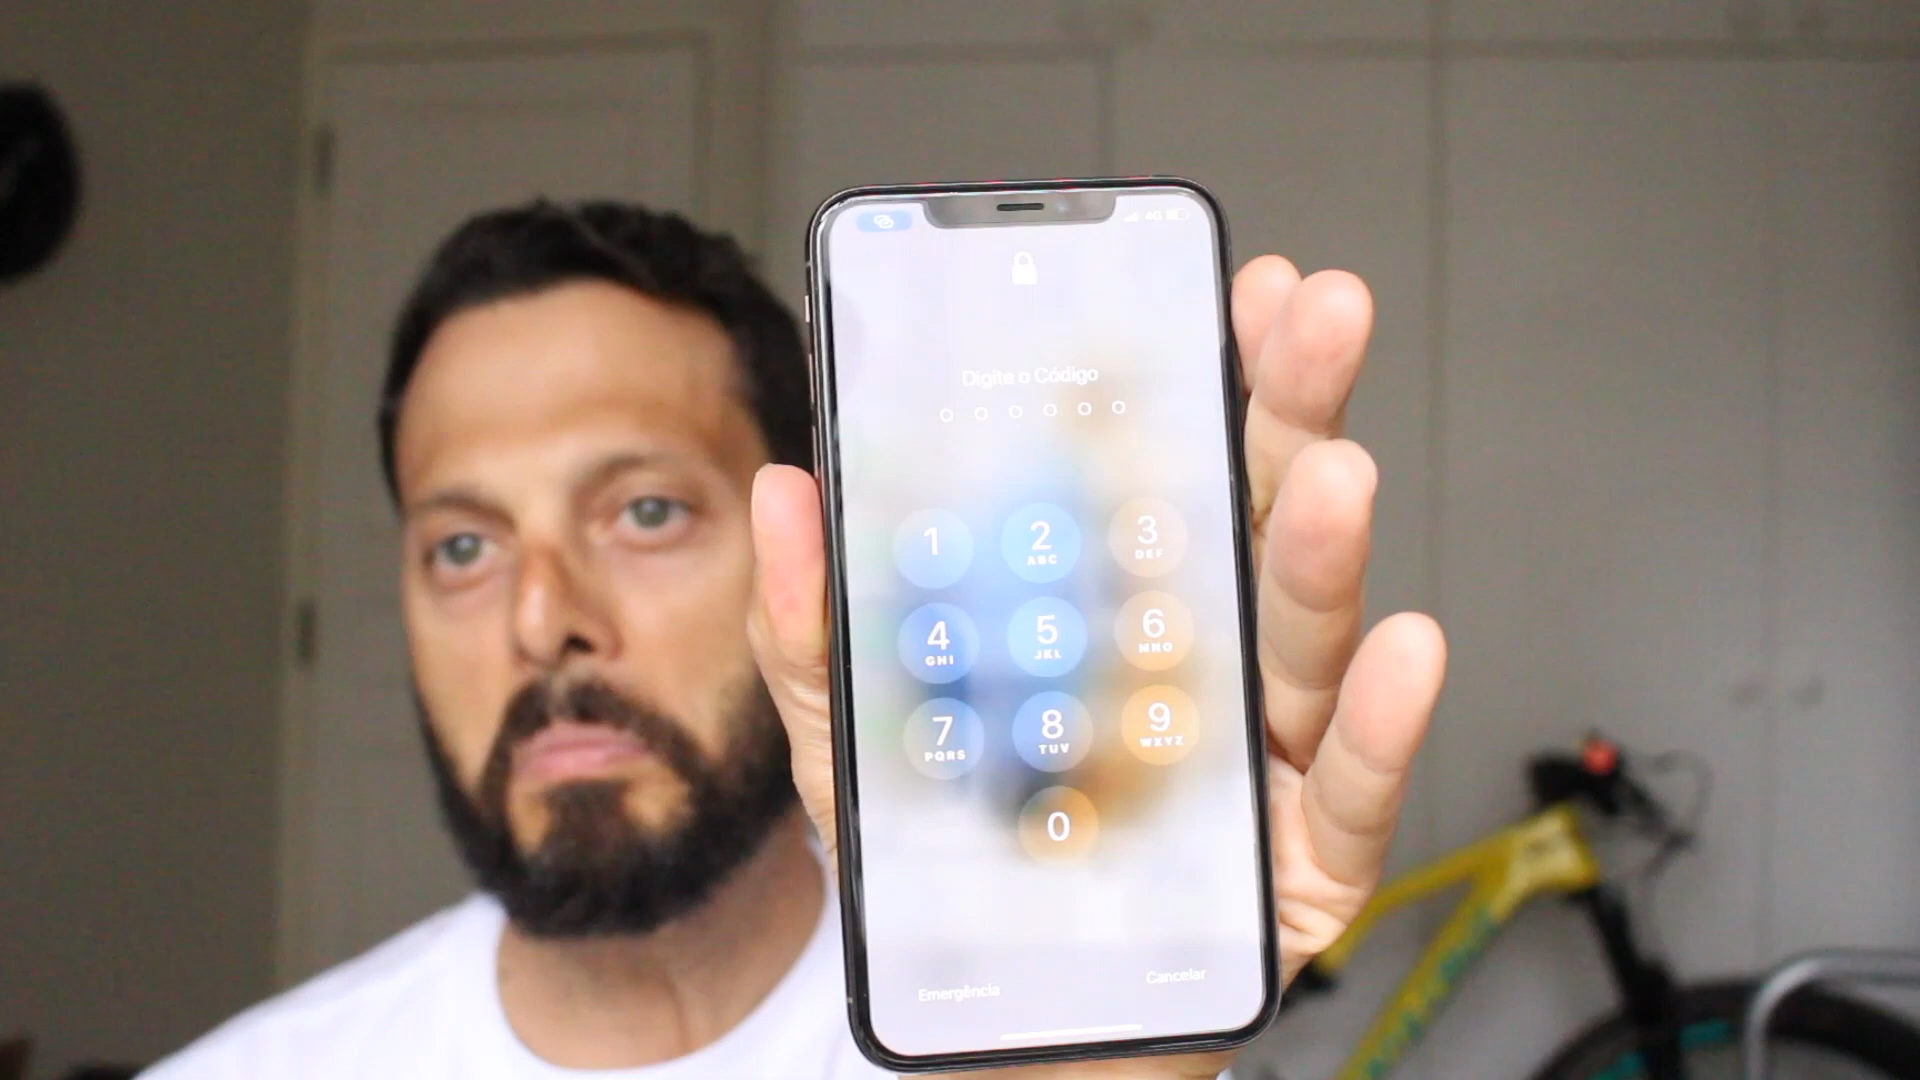 4G
Digite o Código
1 2 3
ABC DEF
4 5 6
GHI JKL MNO
7 8 9
PQRS TUV WXYZ
0
Emergência Cancelar